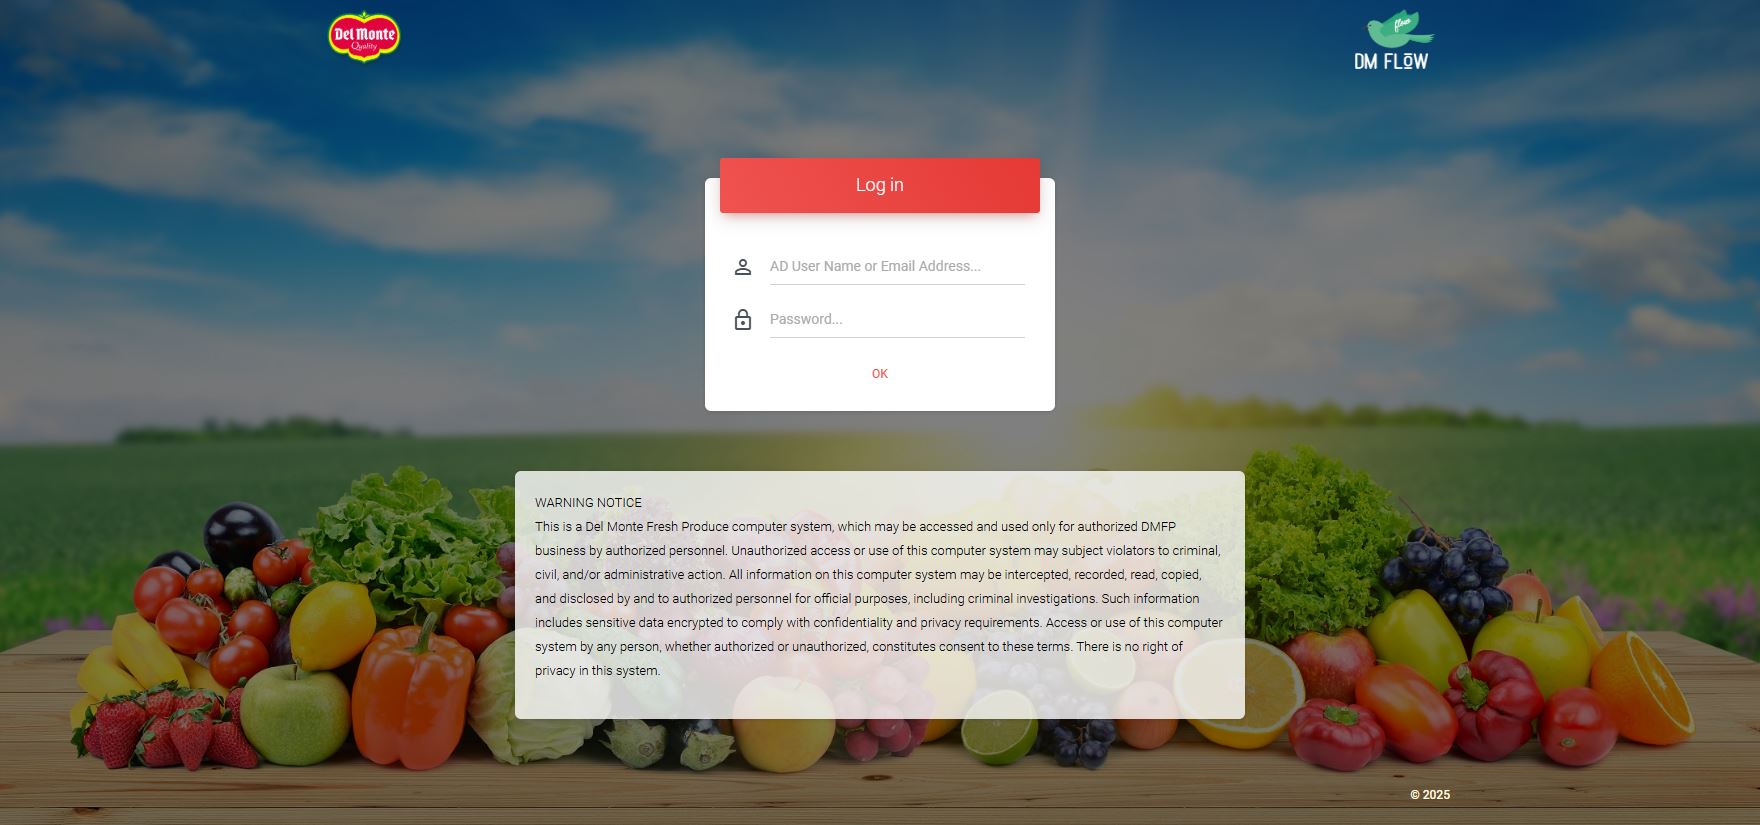 Del Monte
Quality
flow
DM FLŌW
Log in
AD User Name or Email Address...
Password...
OK
WARNING NOTICE
This is a Del Monte Fresh Produce computer system, which may be accessed and used only for authorized DMFP
business by authorized personnel. Unauthorized access or use of this computer system may subject violators to criminal,
civil, and/or administrative action. All information on this computer system may be intercepted, recorded, read, copied,
and disclosed by and to authorized personnel for official purposes, including criminal investigations. Such information
includes sensitive data encrypted to comply with confidentiality and privacy requirements. Access or use of this computer
system by any person, whether authorized or unauthorized, constitutes consent to these terms. There is no right of
privacy in this system.
© 2025